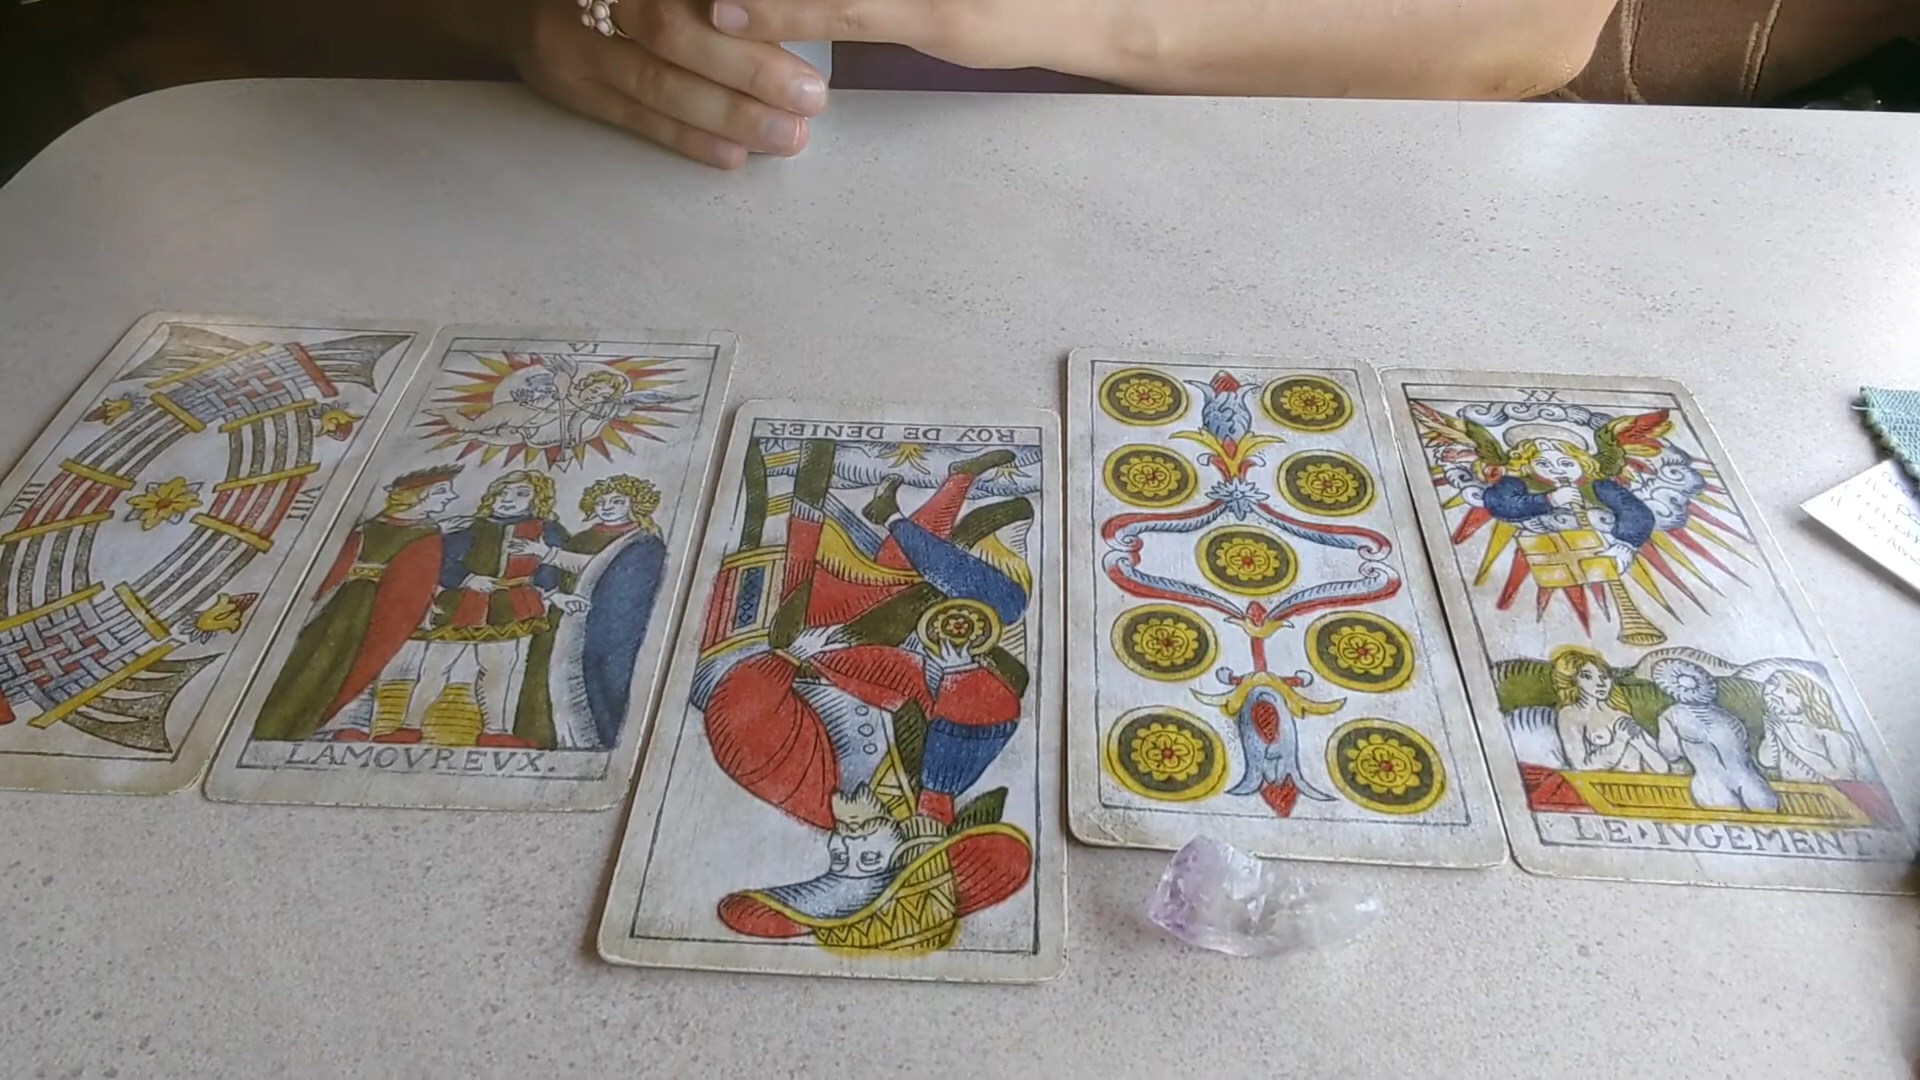 VIII
VIII
VI
LAMOVREVX.
ROY DE DENIER
XX
LE·IVGEMENT.